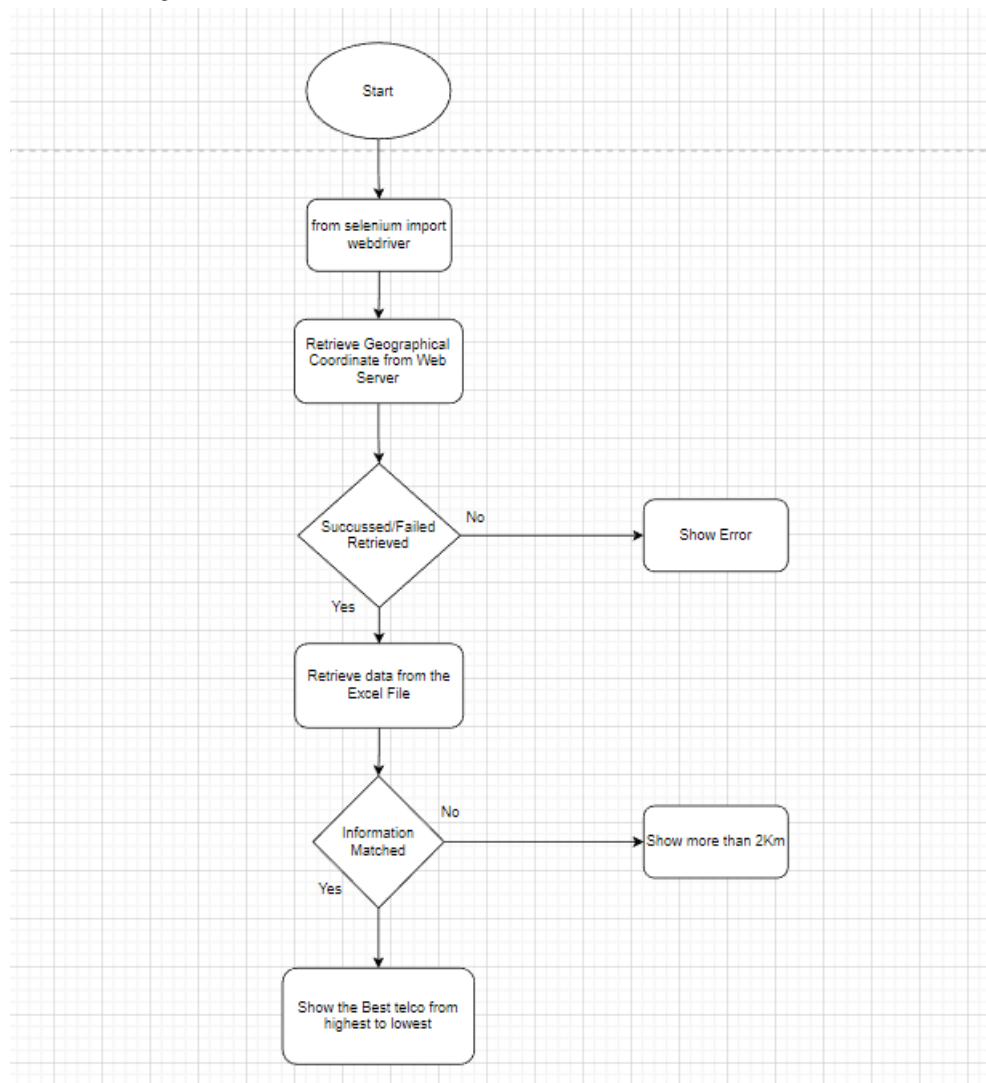 Start
from selenium import
webdriver
Retrieve Geographical
Coordinate from Web
Server
Succussed/Failed
Retrieved
No
Show Error
Yes
Retrieve data from the
Excel File
Information
Matched
No
Show more than 2Km
Yes
Show the Best telco from
highest to lowest